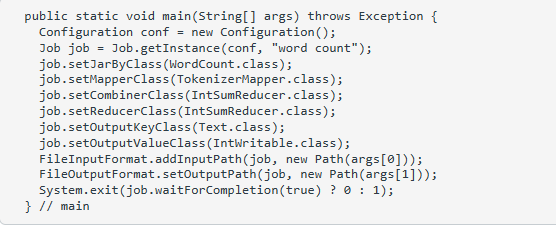 public static void main(String[] args) throws Exception {
  Configuration conf = new Configuration();
  Job job = Job.getInstance(conf, "word count");
  job.setJarByClass(WordCount.class);
  job.setMapperClass(TokenizerMapper.class);
  job.setCombinerClass(IntSumReducer.class);
  job.setReducerClass(IntSumReducer.class);
  job.setOutputKeyClass(Text.class);
  job.setOutputValueClass(IntWritable.class);
  FileInputFormat.addInputPath(job, new Path(args[0]));
  FileOutputFormat.setOutputPath(job, new Path(args[1]));
  System.exit(job.waitForCompletion(true) ? 0 : 1);
} // main